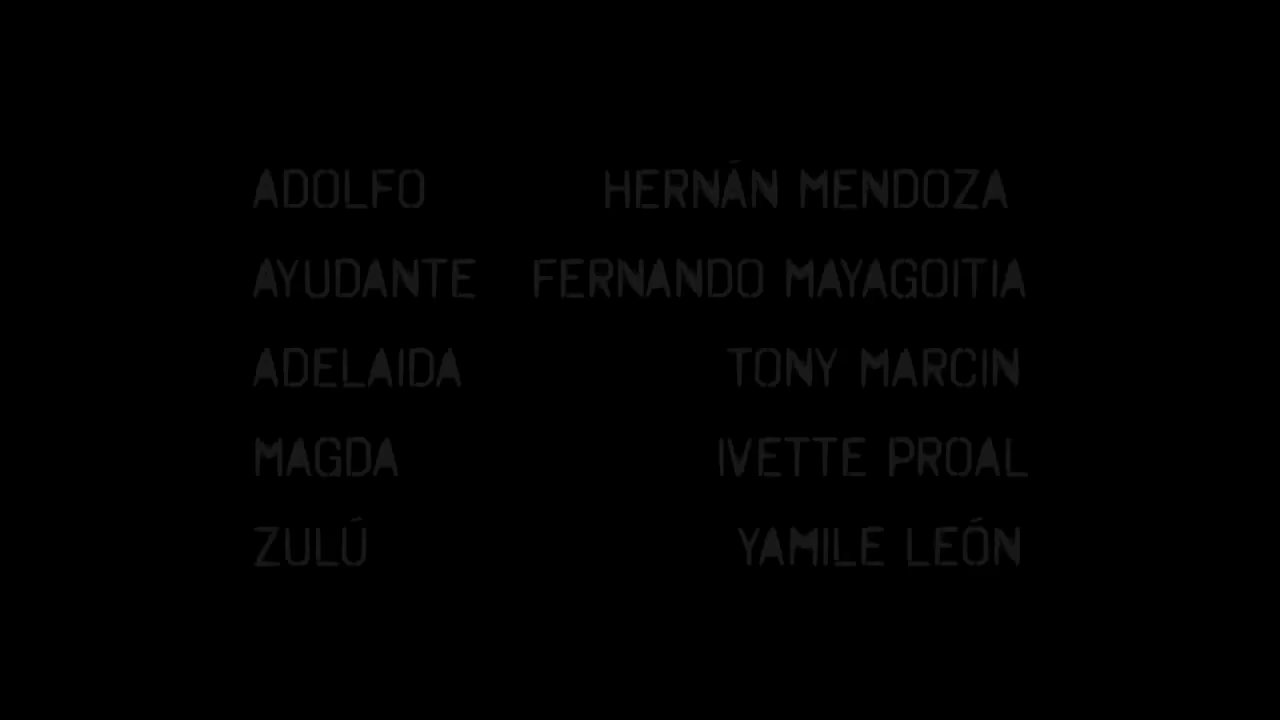 ADOLFO HERNÁN MENDOZA
AYUDANTE FERNANDO MAYAGOITIA
ADELAIDA TONY MARCIN
MAGDA IVETTE PROAL
ZULÚ YAMILE LEÓN